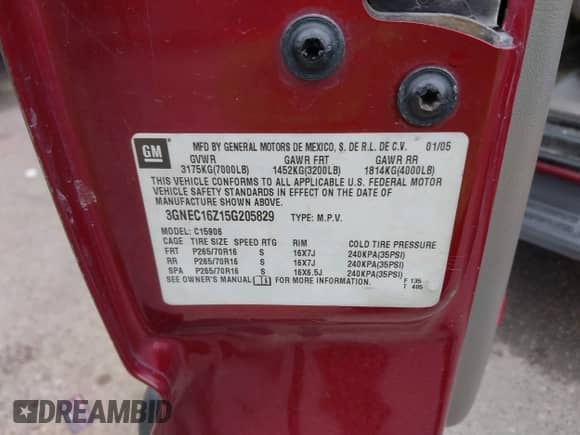 GM
MFD BY GENERAL MOTORS DE MEXICO, S. DE R.L. DE C.V. 01/05
GVWR GAWR FRT GAWR RR
3175KG(7000LB) 1452KG(3200LB) 1814KG(4000LB)
THIS VEHICLE CONFORMS TO ALL APPLICABLE U.S. FEDERAL MOTOR
VEHICLE SAFETY STANDARDS IN EFFECT ON THE DATE OF
MANUFACTURE SHOWN ABOVE.
3GNEC16Z15G205829 TYPE: M.P.V.
MODEL: C15906
CAGE TIRE SIZE SPEED RTG RIM COLD TIRE PRESSURE
FRT P265/70R16 S 16X7J 240KPA(35PSI)
RR P265/70R16 S 16X7J 240KPA(35PSI)
SPA P265/70R16 S 16X6.5J 240KPA(35PSI)
SEE OWNER'S MANUAL FOR MORE INFORMATION.
F 135
T 405
DREAMBID